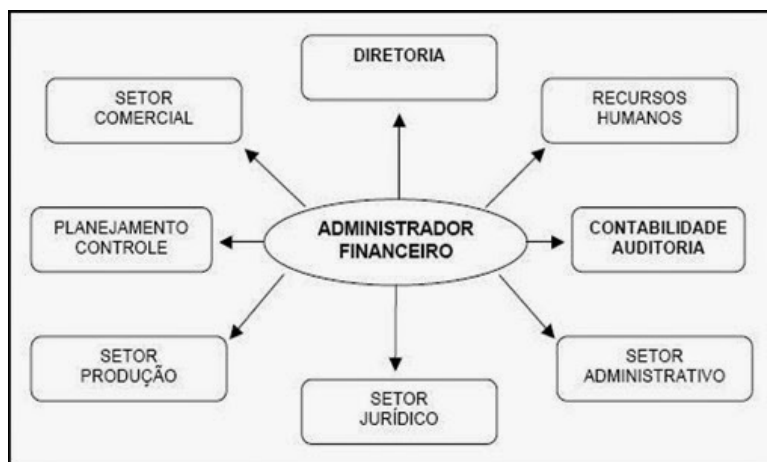 DIRETORIA
SETOR
COMERCIAL
RECURSOS
HUMANOS
PLANEJAMENTO
CONTROLE
ADMINISTRADOR
FINANCEIRO
CONTABILIDADE
AUDITORIA
SETOR
PRODUÇÃO
SETOR
JURÍDICO
SETOR
ADMINISTRATIVO